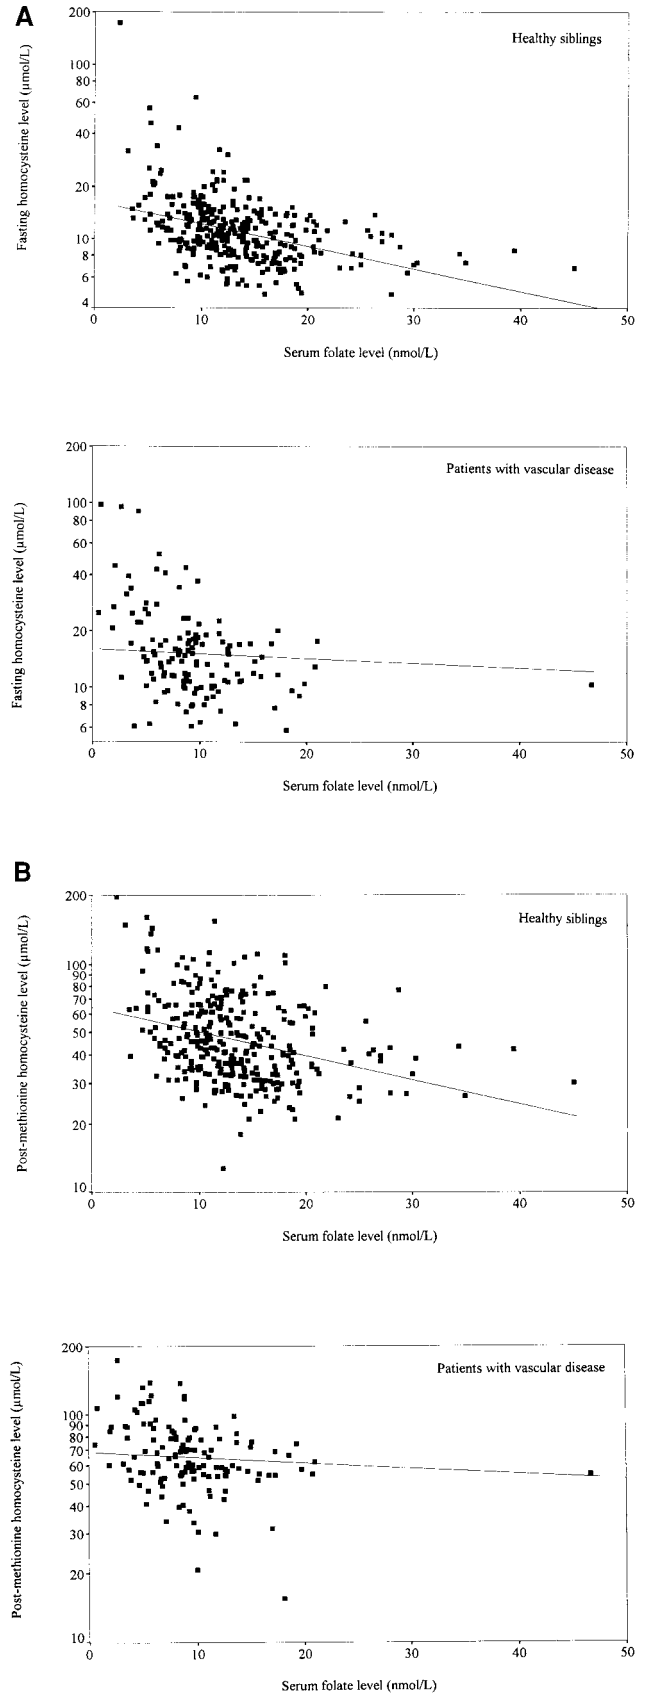 A
Fasting homocysteine level (µmol/L)
200
100
80
60
40
20
10
8
6
4
Healthy siblings
0 10 20 30 40 50
Serum folate level (nmol/L)
Fasting homocysteine level (µmol/L)
200
100
80
60
40
20
10
8
6
Patients with vascular disease
0 10 20 30 40 50
Serum folate level (nmol/L)
B
Post-methionine homocysteine level (µmol/L)
200
100
90
80
70
60
50
40
30
20
10
Healthy siblings
0 10 20 30 40 50
Serum folate level (nmol/L)
Post-methionine homocysteine level (µmol/L)
200
100
90
80
70
60
50
40
30
20
10
Patients with vascular disease
0 10 20 30 40 50
Serum folate level (nmol/L)